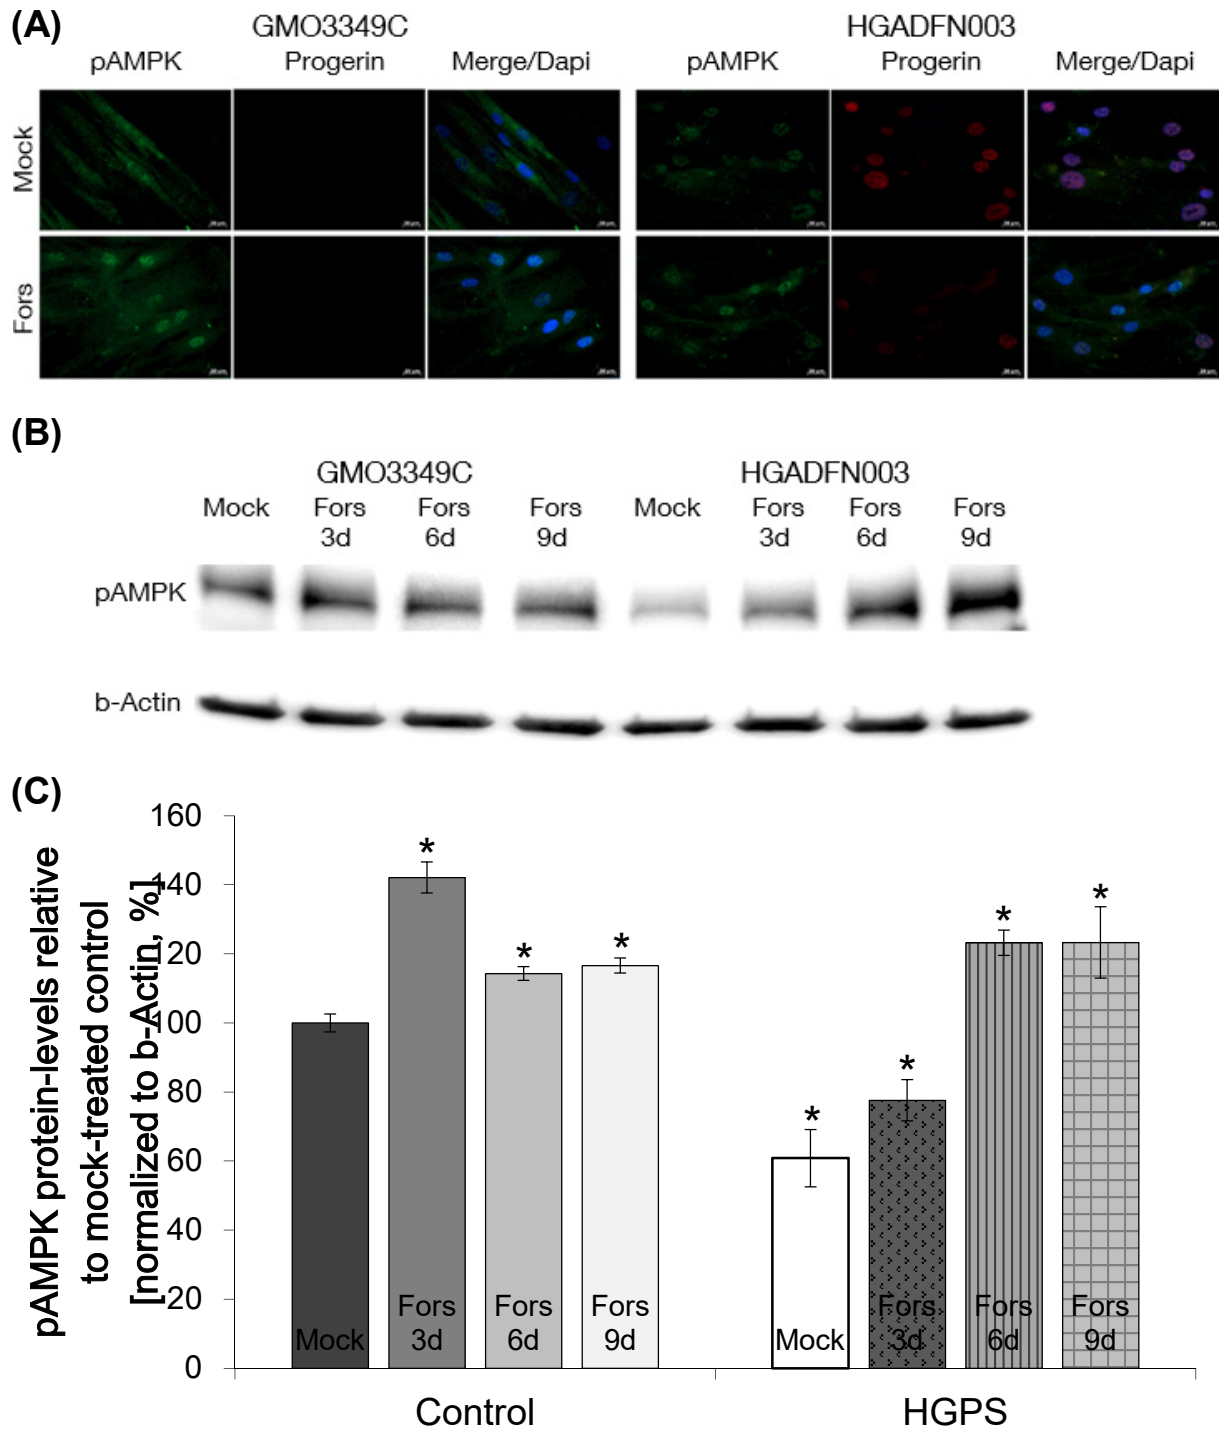 (A)
GMO3349C HGADFN003
pAMPK Progerin Merge/Dapi pAMPK Progerin Merge/Dapi
Mock
Fors
(B)
GMO3349C HGADFN003
Mock Fors Fors Fors Mock Fors Fors Fors
3d 6d 9d 3d 6d 9d
pAMPK
b-Actin
(C)
pAMPK protein-levels relative
to mock-treated control
[normalized to b-Actin, %]
160
140
120
100
80
60
40
20
0
* * * * * * *
Mock Fors 3d Fors 6d Fors 9d Mock Fors 3d Fors 6d Fors 9d
Control HGPS